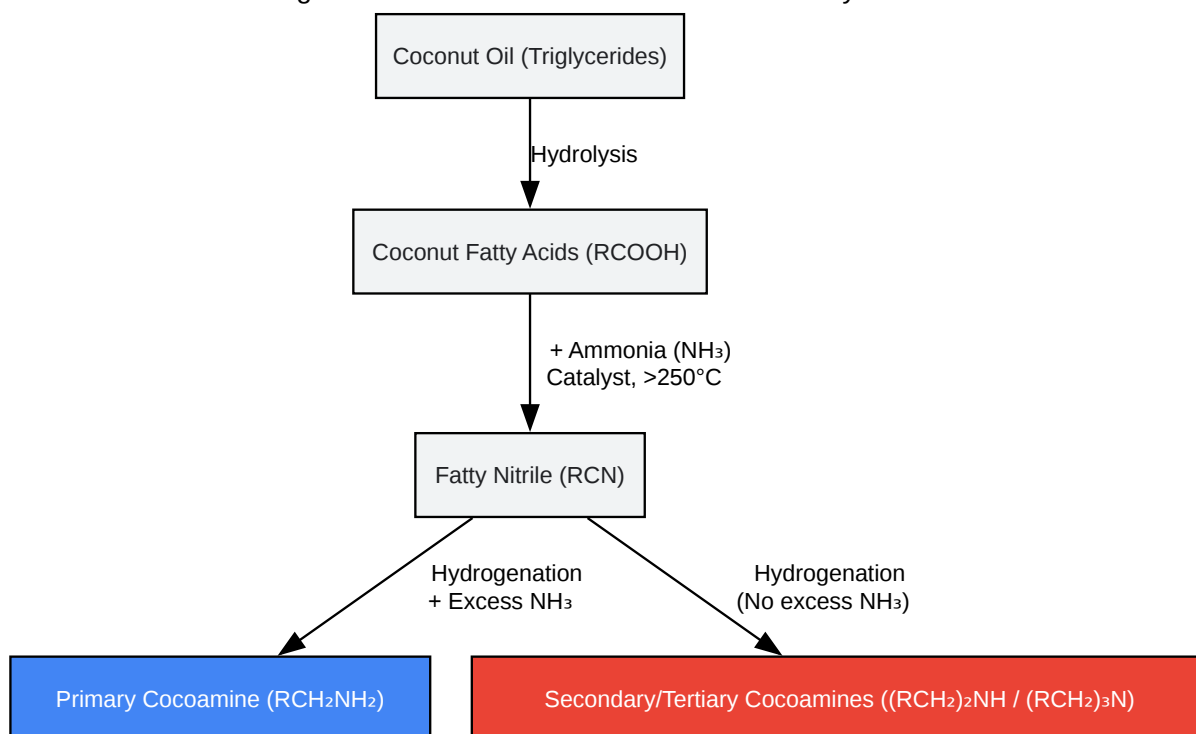 Coconut Oil (Triglycerides)
Hydrolysis
Coconut Fatty Acids (RCOOH)
+ Ammonia (NH₃)
Catalyst, >250°C
Fatty Nitrile (RCN)
Hydrogenation
+ Excess NH₃
Hydrogenation
(No excess NH₃)
Primary Cocoamine (RCH₂NH₂)
Secondary/Tertiary Cocoamines ((RCH₂)₂NH / (RCH₂)₃N)